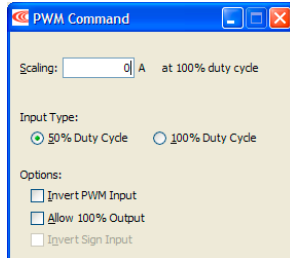 PWM Command
Scaling: 0 A at 100% duty cycle
Input Type:
50% Duty Cycle 100% Duty Cycle
Options:
Invert PWM Input
Allow 100% Output
Invert Sign Input